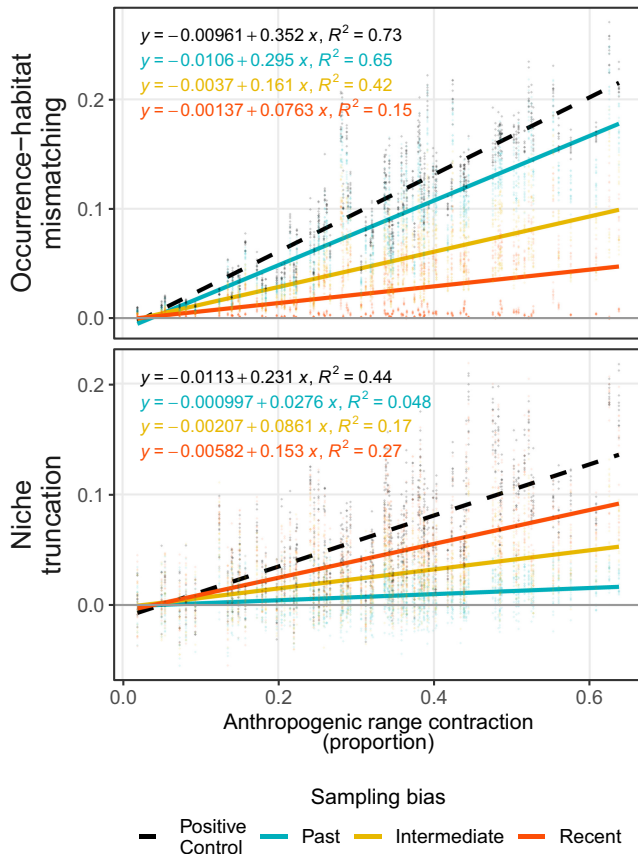 Occurrence−habitat
mismatching
y = −0.00961 + 0.352 x, R² = 0.73
y = −0.0106 + 0.295 x, R² = 0.65
y = −0.0037 + 0.161 x, R² = 0.42
y = −0.00137 + 0.0763 x, R² = 0.15
0.2
0.1
0.0
Niche
truncation
y = −0.0113 + 0.231 x, R² = 0.44
y = −0.000997 + 0.0276 x, R² = 0.048
y = −0.00207 + 0.0861 x, R² = 0.17
y = −0.00582 + 0.153 x, R² = 0.27
0.2
0.1
0.0
0.0 0.2 0.4 0.6
Anthropogenic range contraction
(proportion)
Sampling bias
Positive Control
Past
Intermediate
Recent